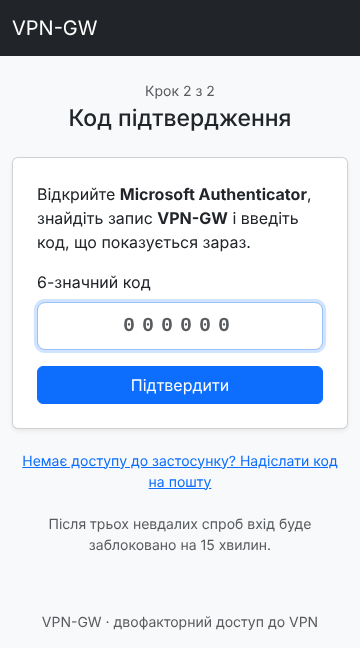 VPN-GW
Крок 2 з 2
Код підтвердження
Відкрийте Microsoft Authenticator,
знайдіть запис VPN-GW і введіть
код, що показується зараз.
6-значний код
000000
Підтвердити
Немає доступу до застосунку? Надіслати код
на пошту
Після трьох невдалих спроб вхід буде
заблоковано на 15 хвилин.
VPN-GW · двофакторний доступ до VPN